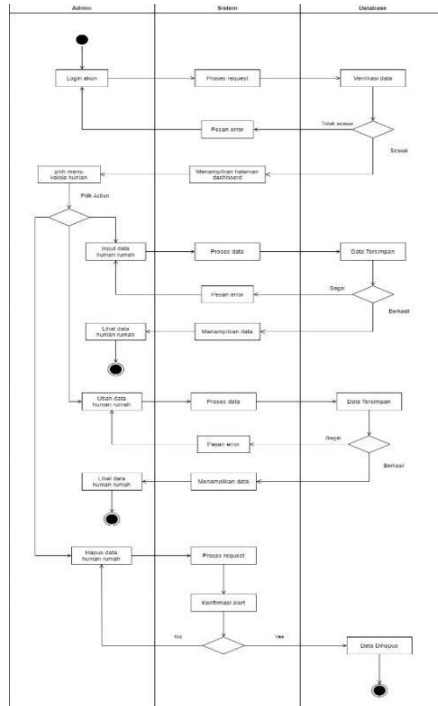 Admin
Sistem
Database
Login akun
Proses request
Verifikasi data
Tidak sesuai
Pesan error
Sesuai
pilih menu
kelola hunian
Menampilkan halaman
dashboard
Pilih Action
Input data
hunian rumah
Proses data
Data Tersimpan
Gagal
Pesan error
Berhasil
Lihat data
hunian rumah
Menampilkan data
Ubah data
hunian rumah
Proses data
Data Tersimpan
Gagal
Pesan error
Berhasil
Lihat data
hunian rumah
Menampilkan data
Hapus data
hunian rumah
Proses request
Konfirmasi alert
No
Yes
Data Dihapus